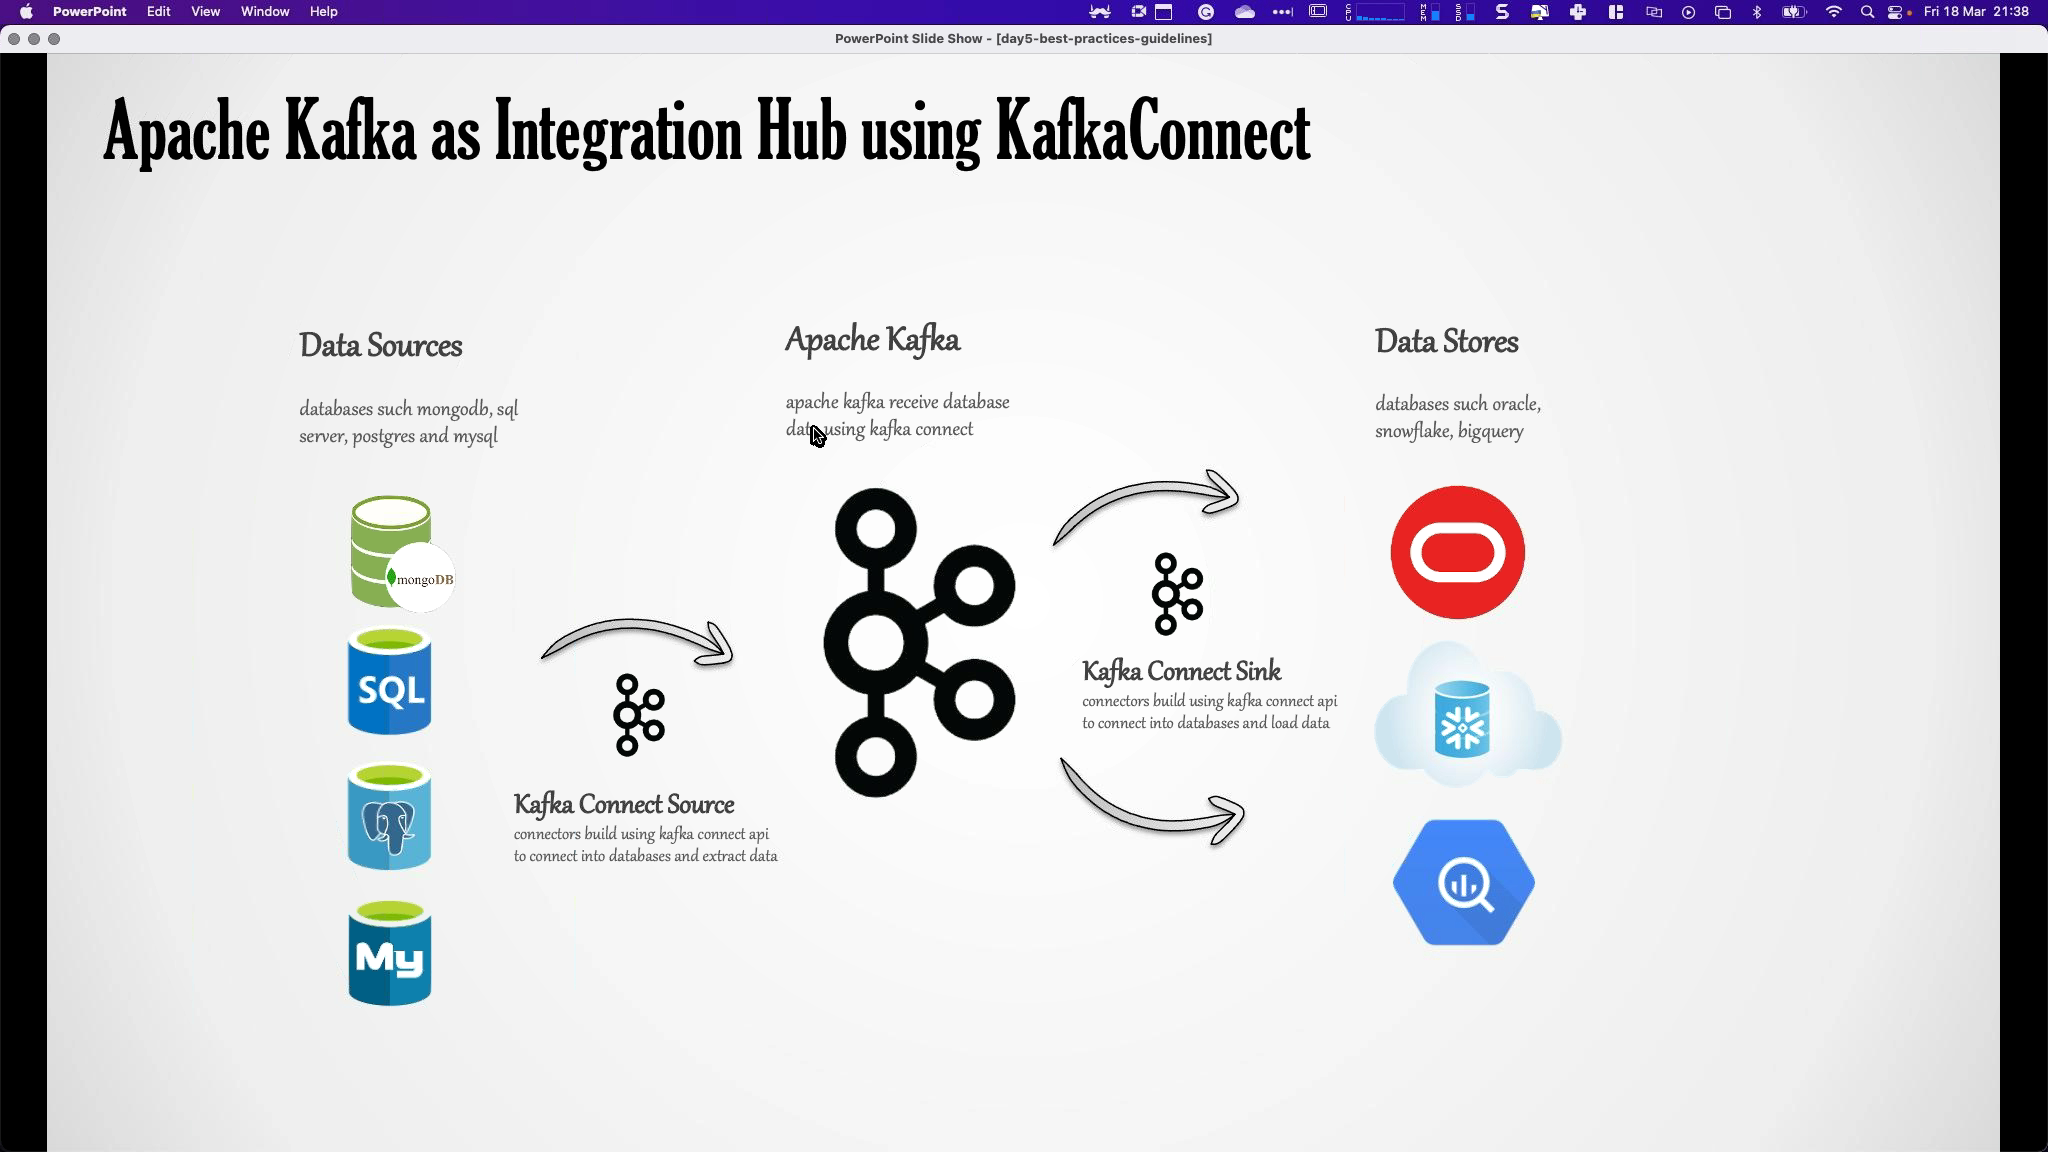 PowerPoint Edit View Window Help
CPU MEM SSD Fri 18 Mar 21:38
PowerPoint Slide Show - [day5-best-practices-guidelines]
Apache Kafka as Integration Hub using KafkaConnect
Data Sources
databases such mongodb, sql
server, postgres and mysql
mongoDB
SQL
My
Kafka Connect Source
connectors build using kafka connect api
to connect into databases and extract data
Apache Kafka
apache kafka receive database
data using kafka connect
Kafka Connect Sink
connectors build using kafka connect api
to connect into databases and load data
Data Stores
databases such oracle,
snowflake, bigquery